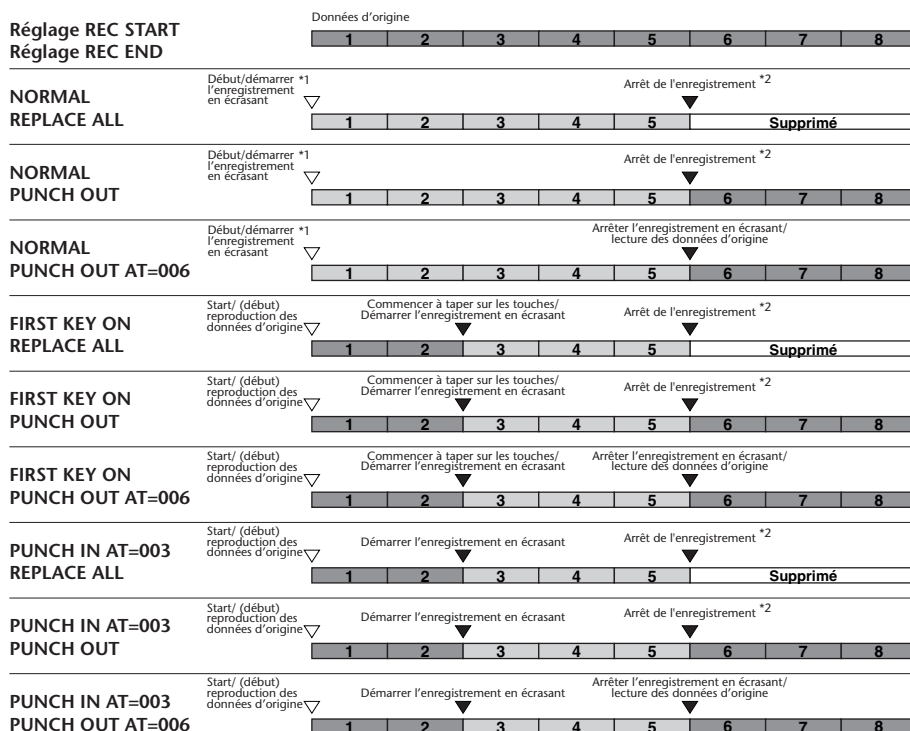 Données d’origine
Réglage REC START
Réglage REC END
1 2 3 4 5 6 7 8
NORMAL
REPLACE ALL
Début/démarrer *1
l’enregistrement
en écrasant
Arrêt de l'enregistrement *2
1 2 3 4 5 Supprimé
NORMAL
PUNCH OUT
Début/démarrer *1
l’enregistrement
en écrasant
Arrêt de l'enregistrement *2
1 2 3 4 5 6 7 8
NORMAL
PUNCH OUT AT=006
Début/démarrer *1
l’enregistrement
en écrasant
Arrêter l’enregistrement en écrasant/
lecture des données d’origine
1 2 3 4 5 6 7 8
FIRST KEY ON
REPLACE ALL
Start/ (début)
reproduction des
données d’origine
Commencer à taper sur les touches/
Démarrer l’enregistrement en écrasant
Arrêt de l'enregistrement *2
1 2 3 4 5 Supprimé
FIRST KEY ON
PUNCH OUT
Start/ (début)
reproduction des
données d’origine
Commencer à taper sur les touches/
Démarrer l’enregistrement en écrasant
Arrêt de l'enregistrement *2
1 2 3 4 5 6 7 8
FIRST KEY ON
PUNCH OUT AT=006
Start/ (début)
reproduction des
données d’origine
Commencer à taper sur les touches/
Démarrer l’enregistrement en écrasant
Arrêter l’enregistrement en écrasant/
lecture des données d’origine
1 2 3 4 5 6 7 8
PUNCH IN AT=003
REPLACE ALL
Start/ (début)
reproduction des
données d’origine
Démarrer l’enregistrement en écrasant
Arrêt de l'enregistrement *2
1 2 3 4 5 Supprimé
PUNCH IN AT=003
PUNCH OUT
Start/ (début)
reproduction des
données d’origine
Démarrer l’enregistrement en écrasant
Arrêt de l'enregistrement *2
1 2 3 4 5 6 7 8
PUNCH IN AT=003
PUNCH OUT AT=006
Start/ (début)
reproduction des
données d’origine
Démarrer l’enregistrement en écrasant
Arrêter l’enregistrement en écrasant/
lecture des données d’origine
1 2 3 4 5 6 7 8